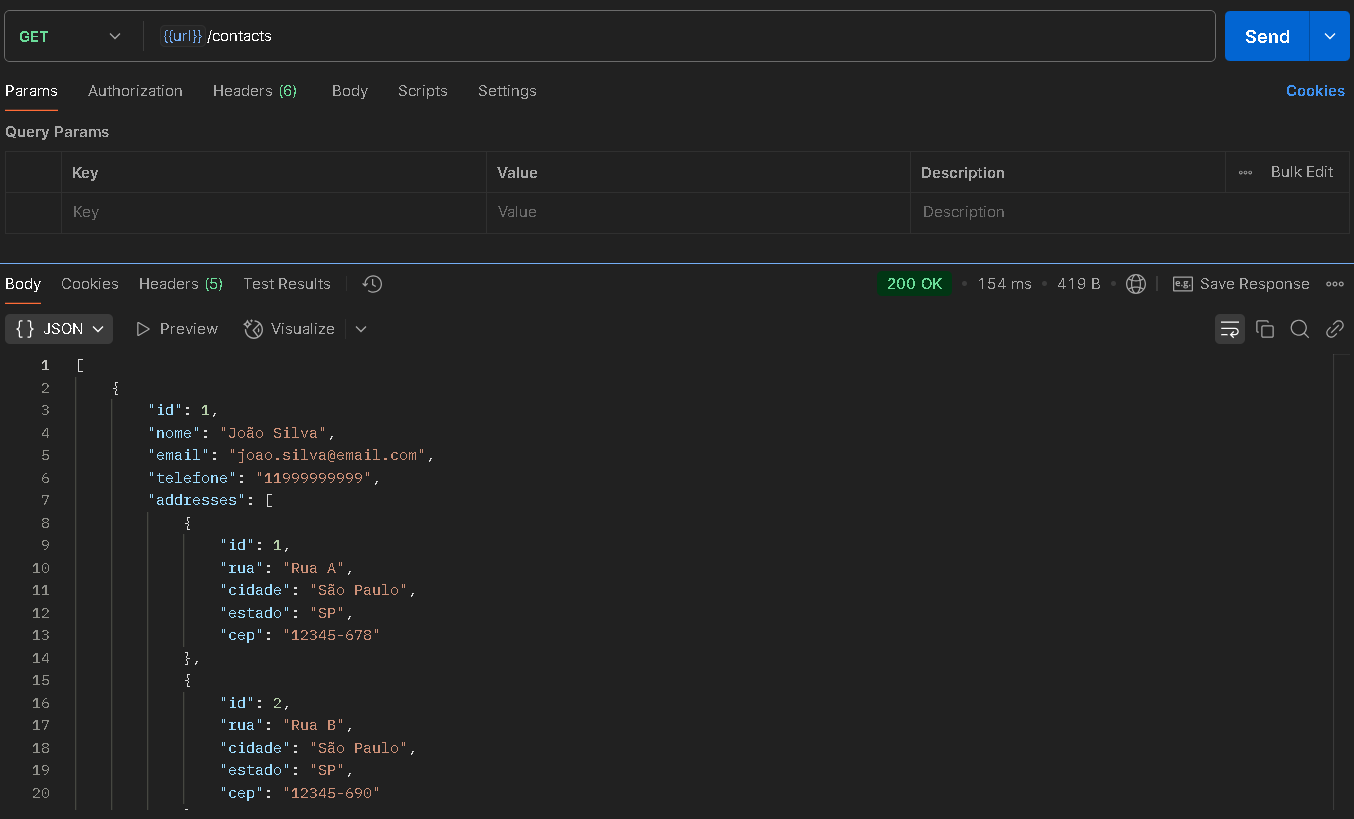 GET {{url}} /contacts Send
Params Authorization Headers (6) Body Scripts Settings Cookies
Query Params
Key Value Description Bulk Edit
Key Value Description
Body Cookies Headers (5) Test Results 200 OK • 154 ms • 419 B • e.g. Save Response
{} JSON Preview Visualize
1 [
2 {
3 "id": 1,
4 "nome": "João Silva",
5 "email": "joao.silva@email.com",
6 "telefone": "11999999999",
7 "addresses": [
8 {
9 "id": 1,
10 "rua": "Rua A",
11 "cidade": "São Paulo",
12 "estado": "SP",
13 "cep": "12345-678"
14 },
15 {
16 "id": 2,
17 "rua": "Rua B",
18 "cidade": "São Paulo",
19 "estado": "SP",
20 "cep": "12345-690"